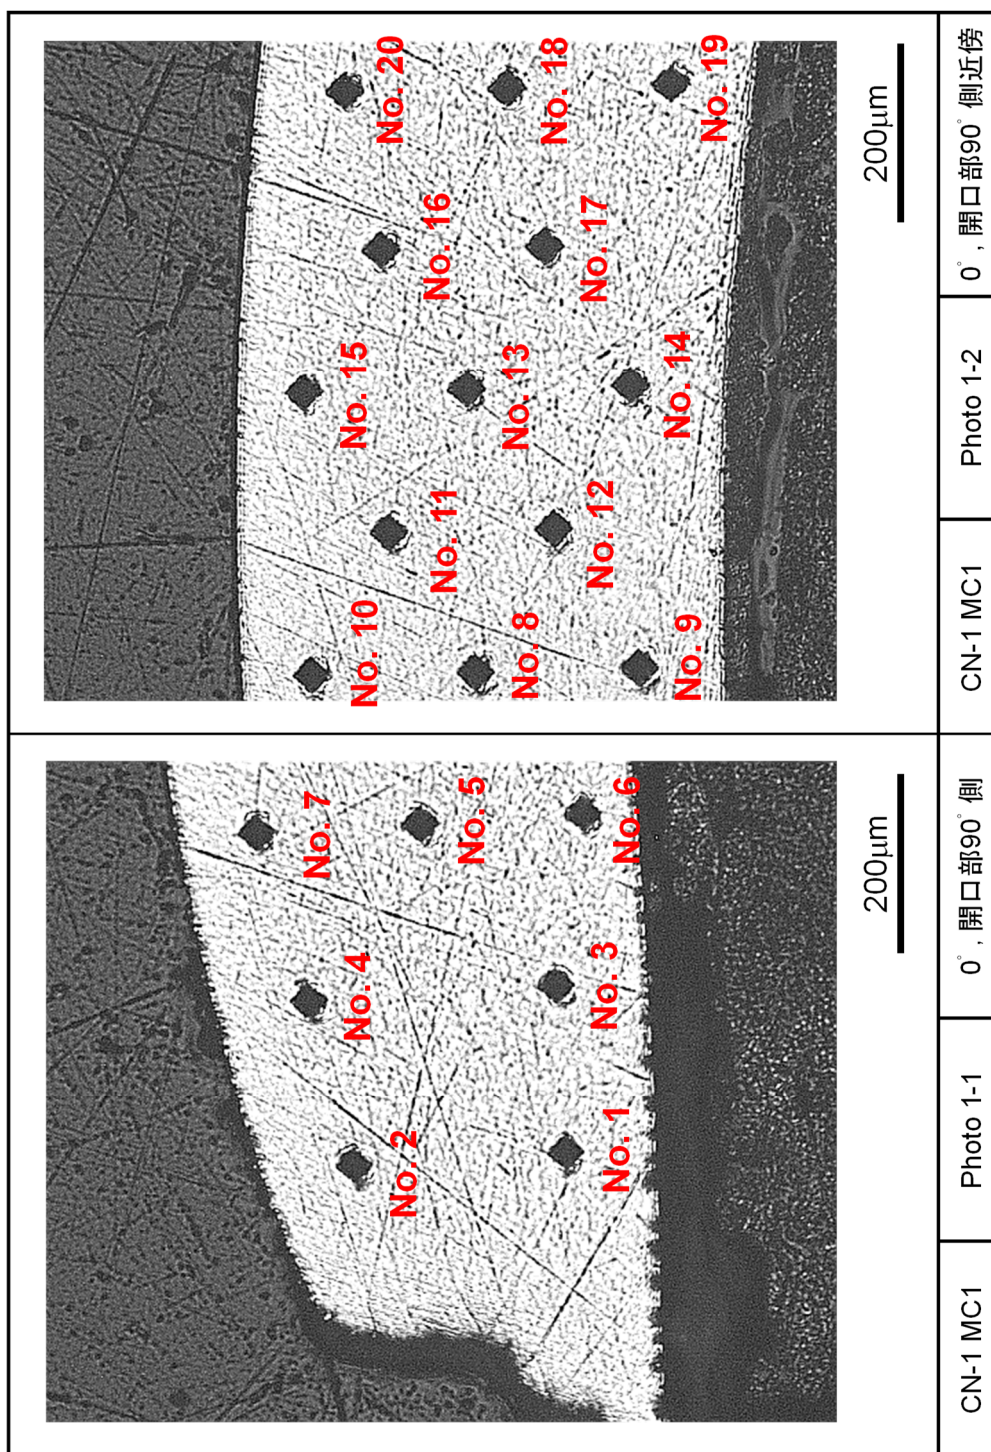 No. 2
No. 4
No. 7
No. 5
No. 1
No. 3
No. 6
200μm
CN-1 MC1
Photo 1-1
0°, 開口部90° 側
No. 10
No. 15
No. 20
No. 11
No. 16
No. 8
No. 13
No. 18
No. 12
No. 17
No. 9
No. 14
No. 19
200μm
CN-1 MC1
Photo 1-2
0°, 開口部90° 側近傍